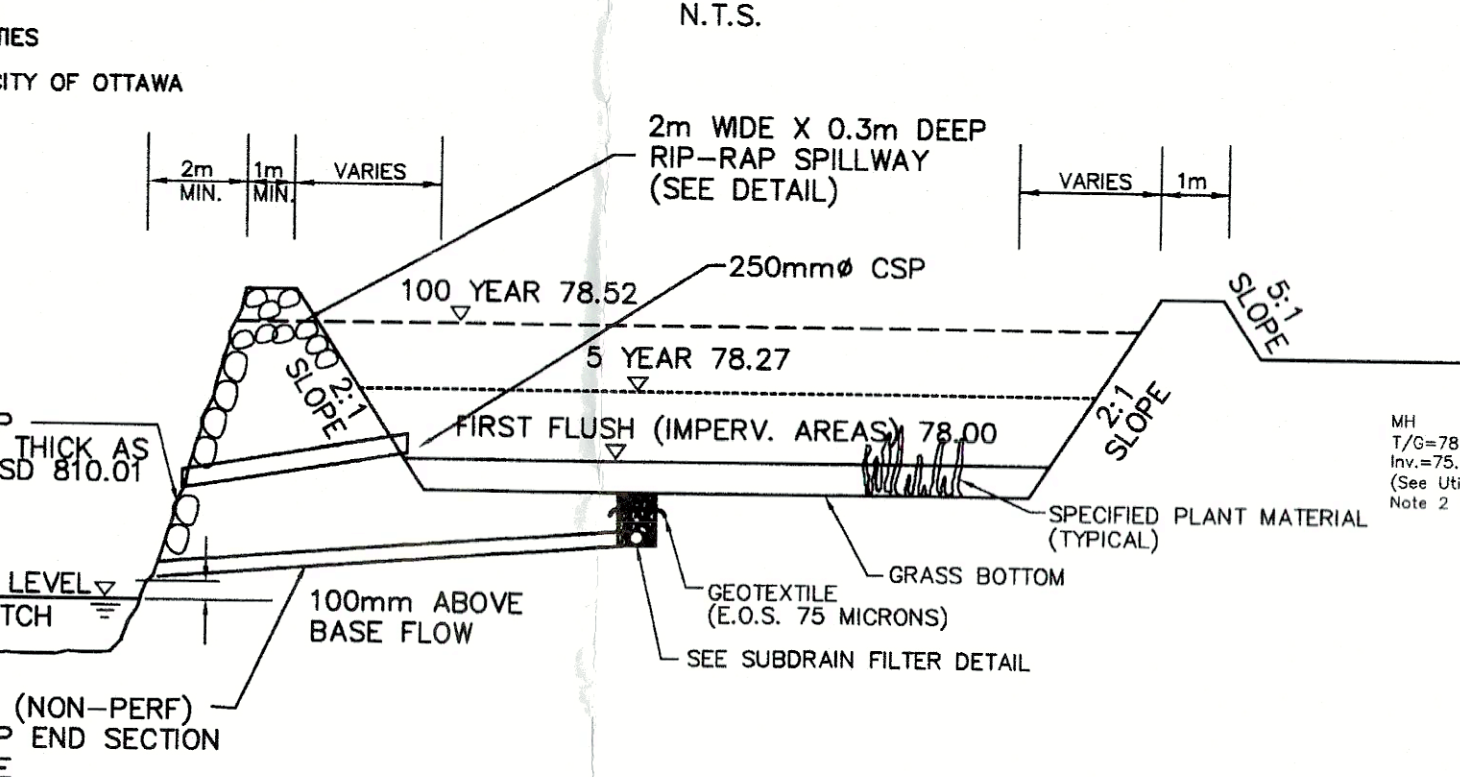 N.T.S.
TIES
CITY OF OTTAWA
2m
MIN.
1m
MIN.
VARIES
2m WIDE X 0.3m DEEP
RIP-RAP SPILLWAY
(SEE DETAIL)
VARIES
1m
250mmø CSP
100 YEAR 78.52
5:1
SLOPE
5 YEAR 78.27
2:1
SLOPE
2:1
SLOPE
FIRST FLUSH (IMPERV. AREAS) 78.00
P
THICK AS
SD 810.01
MH
T/G=78
Inv.=75.
(See Uti
Note 2
SPECIFIED PLANT MATERIAL
(TYPICAL)
GRASS BOTTOM
LEVEL
TCH
100mm ABOVE
BASE FLOW
GEOTEXTILE
(E.O.S. 75 MICRONS)
SEE SUBDRAIN FILTER DETAIL
(NON-PERF)
P END SECTION